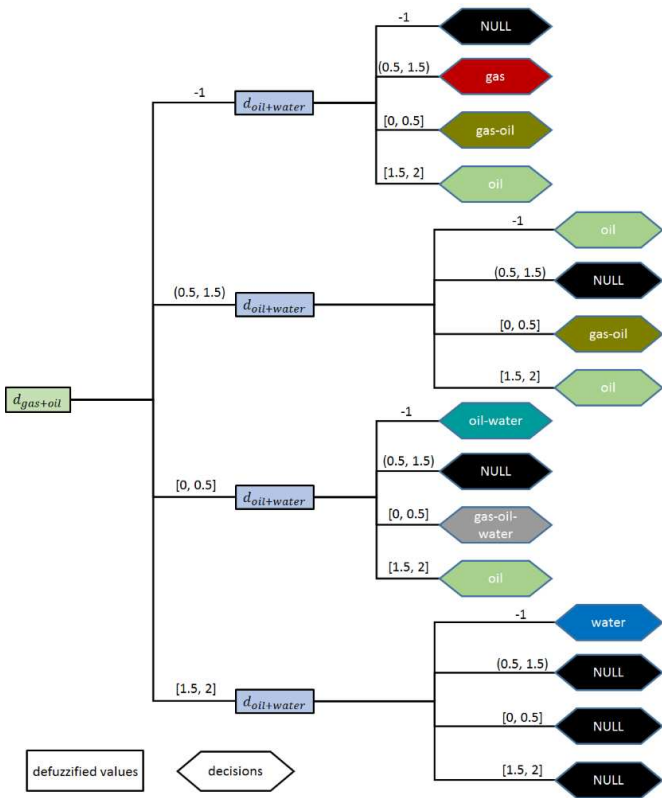 -1
NULL
(0.5, 1.5)
gas
-1
d_oil+water
[0, 0.5]
gas-oil
[1.5, 2]
oil
-1
oil
(0.5, 1.5)
NULL
(0.5, 1.5)
d_oil+water
[0, 0.5]
gas-oil
[1.5, 2]
oil
d_gas+oil
-1
oil-water
(0.5, 1.5)
NULL
[0, 0.5]
d_oil+water
[0, 0.5]
gas-oil-
water
[1.5, 2]
oil
-1
water
(0.5, 1.5)
NULL
[1.5, 2]
d_oil+water
[0, 0.5]
NULL
[1.5, 2]
NULL
defuzzified values
decisions